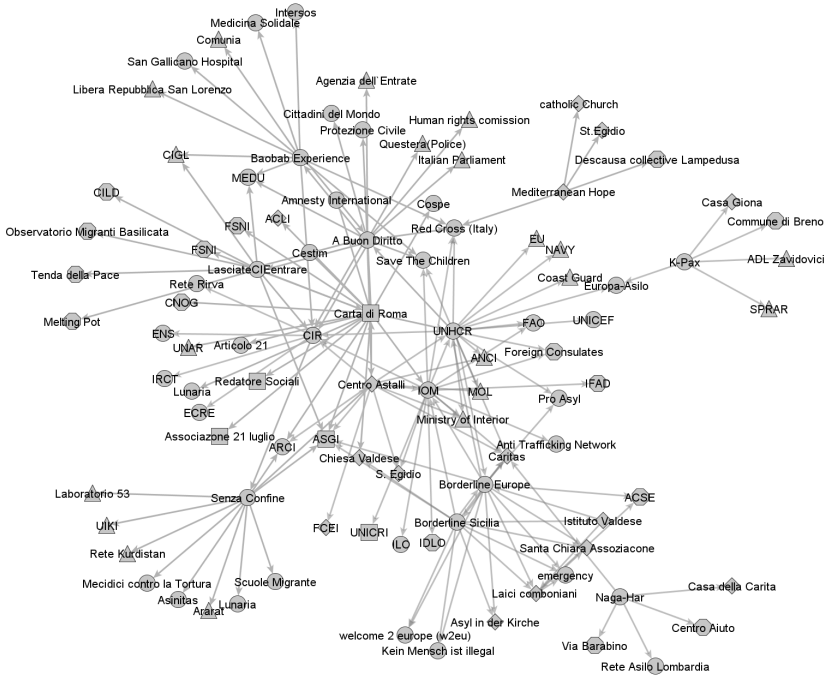 Intersos
Medicina Solidale
Comunia
San Gallicano Hospital
Agenzia dell'Entrate
Libera Repubblica San Lorenzo
catholic Church
Cittadini del Mondo
Human rights comission
Protezione Civile
St.Egidio
Questera(Police)
CIGL
Baobab Experience
Italian Parliament
Descausa collective Lampedusa
MEDU
CILD
Amnesty International
Mediterranean Hope
Cospe
Casa Giona
ACLI
FSNI
Red Cross (Italy)
Commune di Breno
Observatorio Migranti Basilicata
A Buon Diritto
EU
FSNI
Cestim
NAVY
Save The Children
K-Pax
ADL Zavidovici
Tenda della Pace
LasciateCIEentrare
Coast Guard
Rete Rirva
Europa-Asilo
CNOG
SPRAR
Melting Pot
Carta di Roma
ENS
CIR
UNHCR
FAO
UNICEF
UNAR
Articolo 21
ANCI
Foreign Consulates
IRCT
Redatore Sociali
Centro Astalli
IOM
MOL
IFAD
Lunaria
Pro Asyl
ECRE
Ministry of Interior
Associazone 21 luglio
ARCI
ASGI
Anti Trafficking Network
Chiesa Valdese
Caritas
S. Egidio
Laboratorio 53
Senza Confine
Borderline Europe
ACSE
UIKI
FCEI
UNICRI
Borderline Sicilia
Istituto Valdese
ILO
IDLO
Rete Kurdistan
Santa Chiara Assoziacone
Mecidici contro la Tortura
Scuole Migrante
emergency
Casa della Carita
Asinitas
Laici comboniani
Naga-Har
Ararat
Lunaria
Asyl in der Kirche
Centro Aiuto
welcome 2 europe (w2eu)
Via Barabino
Kein Mensch ist illegal
Rete Asilo Lombardia